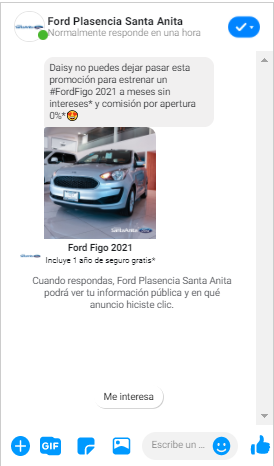 Ford Plasencia Santa Anita
Normalmente responde en una hora
Daisy no puedes dejar pasar esta
promoción para estrenar un
#FordFigo 2021 a meses sin
intereses* y comisión por apertura
0%*🤩
Ford Figo 2021
Incluye 1 año de seguro gratis*
Cuando respondas, Ford Plasencia Santa Anita
podrá ver tu información pública y en qué
anuncio hiciste clic.
Me interesa
GIF
Escribe un ...